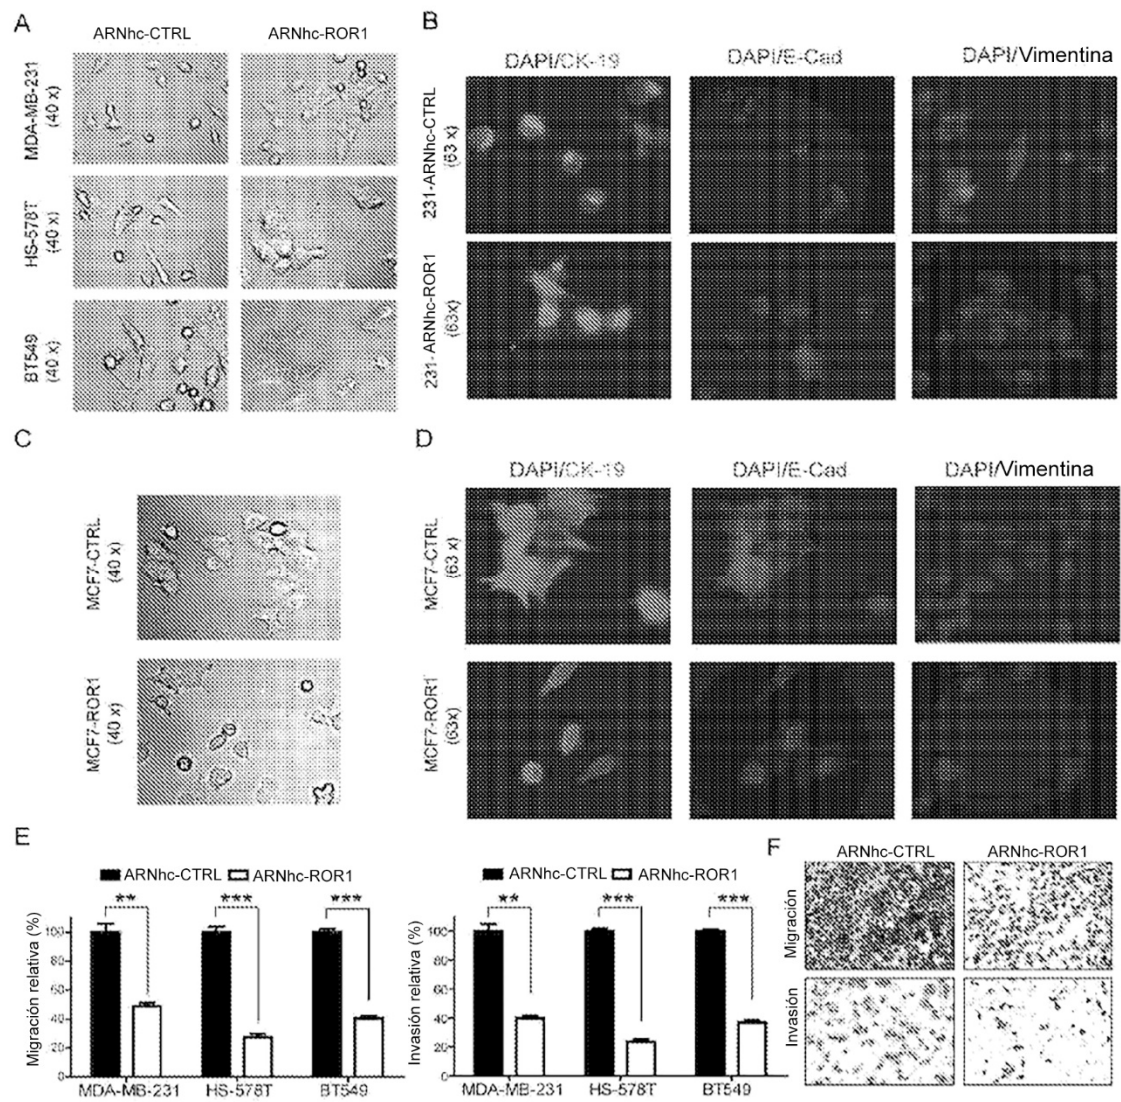 A
ARNhc-CTRL
ARNhc-ROR1
MDA-MB-231
(40 x)
HS-578T
(40 x)
BT549
(40 x)
B
DAPI/CK-19
DAPI/E-Cad
DAPI/Vimentina
231-ARNhc-CTRL
(63 x)
231-ARNhc-ROR1
(63x)
C
MCF7-CTRL
(40 x)
MCF7-ROR1
(40 x)
D
DAPI/CK-19
DAPI/E-Cad
DAPI/Vimentina
MCF7-CTRL
(63 x)
MCF7-ROR1
(63x)
E
ARNhc-CTRL ARNhc-ROR1
Migración relativa (%)
100
80
60
40
20
0
** *** ***
MDA-MB-231 HS-578T BT549
ARNhc-CTRL ARNhc-ROR1
Invasión relativa (%)
100
80
60
40
20
0
** *** ***
MDA-MB-231 HS-578T BT549
F
ARNhc-CTRL
ARNhc-ROR1
Migración
Invasión